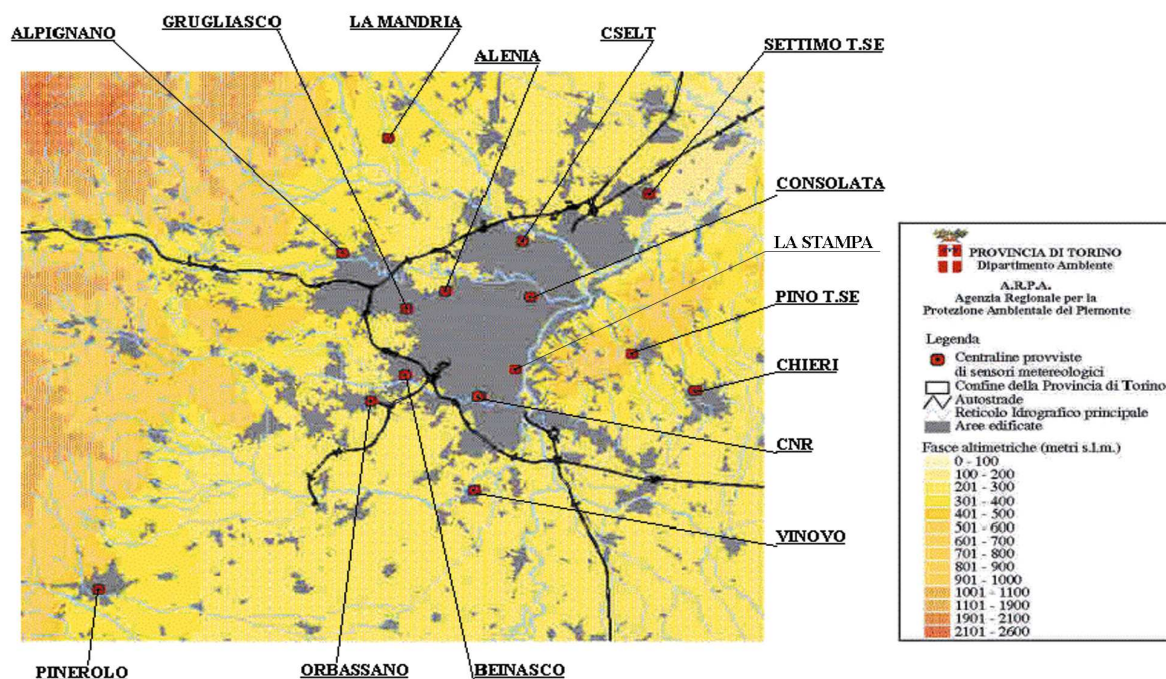 GRUGLIASCO
LA MANDRIA
ALPIGNANO
CSELT
SETTIMO T.SE
ALENIA
CONSOLATA
LA STAMPA
PINO T.SE
CHIERI
CNR
VINOVO
PINEROLO
ORBASSANO
BEINASCO
PROVINCIA DI TORINO
Dipartimento Ambiente
A.R.P.A.
Agenzia Regionale per la
Protezione Ambientale del Piemonte
Legenda
Centraline provviste
di sensori metereologici
Confine della Provincia di Torino
Autostrade
Reticolo Idrografico principale
Aree edificate
Fasce altimetriche (metri s.l.m.)
0 - 100
100 - 200
201 - 300
301 - 400
401 - 500
501 - 600
601 - 700
701 - 800
801 - 900
901 - 1000
1001 - 1100
1101 - 1900
1901 - 2100
2101 - 2600